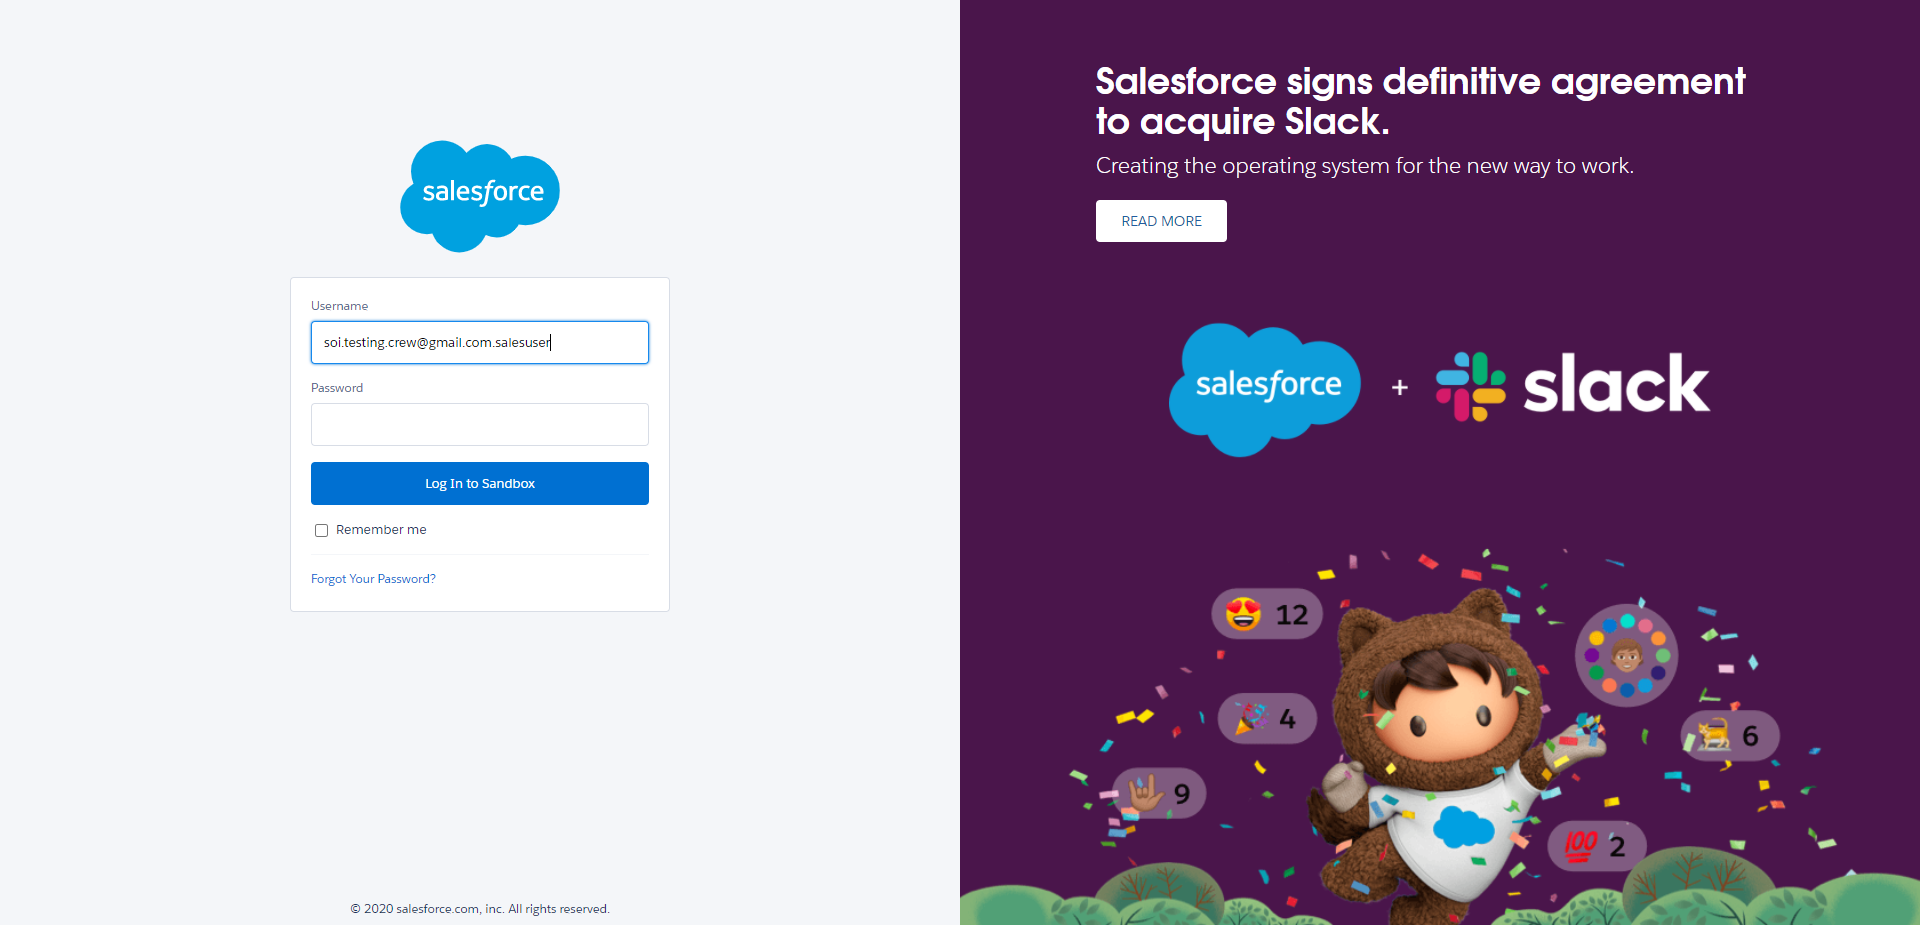 salesforce
Username
soi.testing.crew@gmail.com.salesuser
Password
Log In to Sandbox
Remember me
Forgot Your Password?
© 2020 salesforce.com, inc. All rights reserved.
Salesforce signs definitive agreement
to acquire Slack.
Creating the operating system for the new way to work.
READ MORE
salesforce + slack
12
4
6
9
100 2